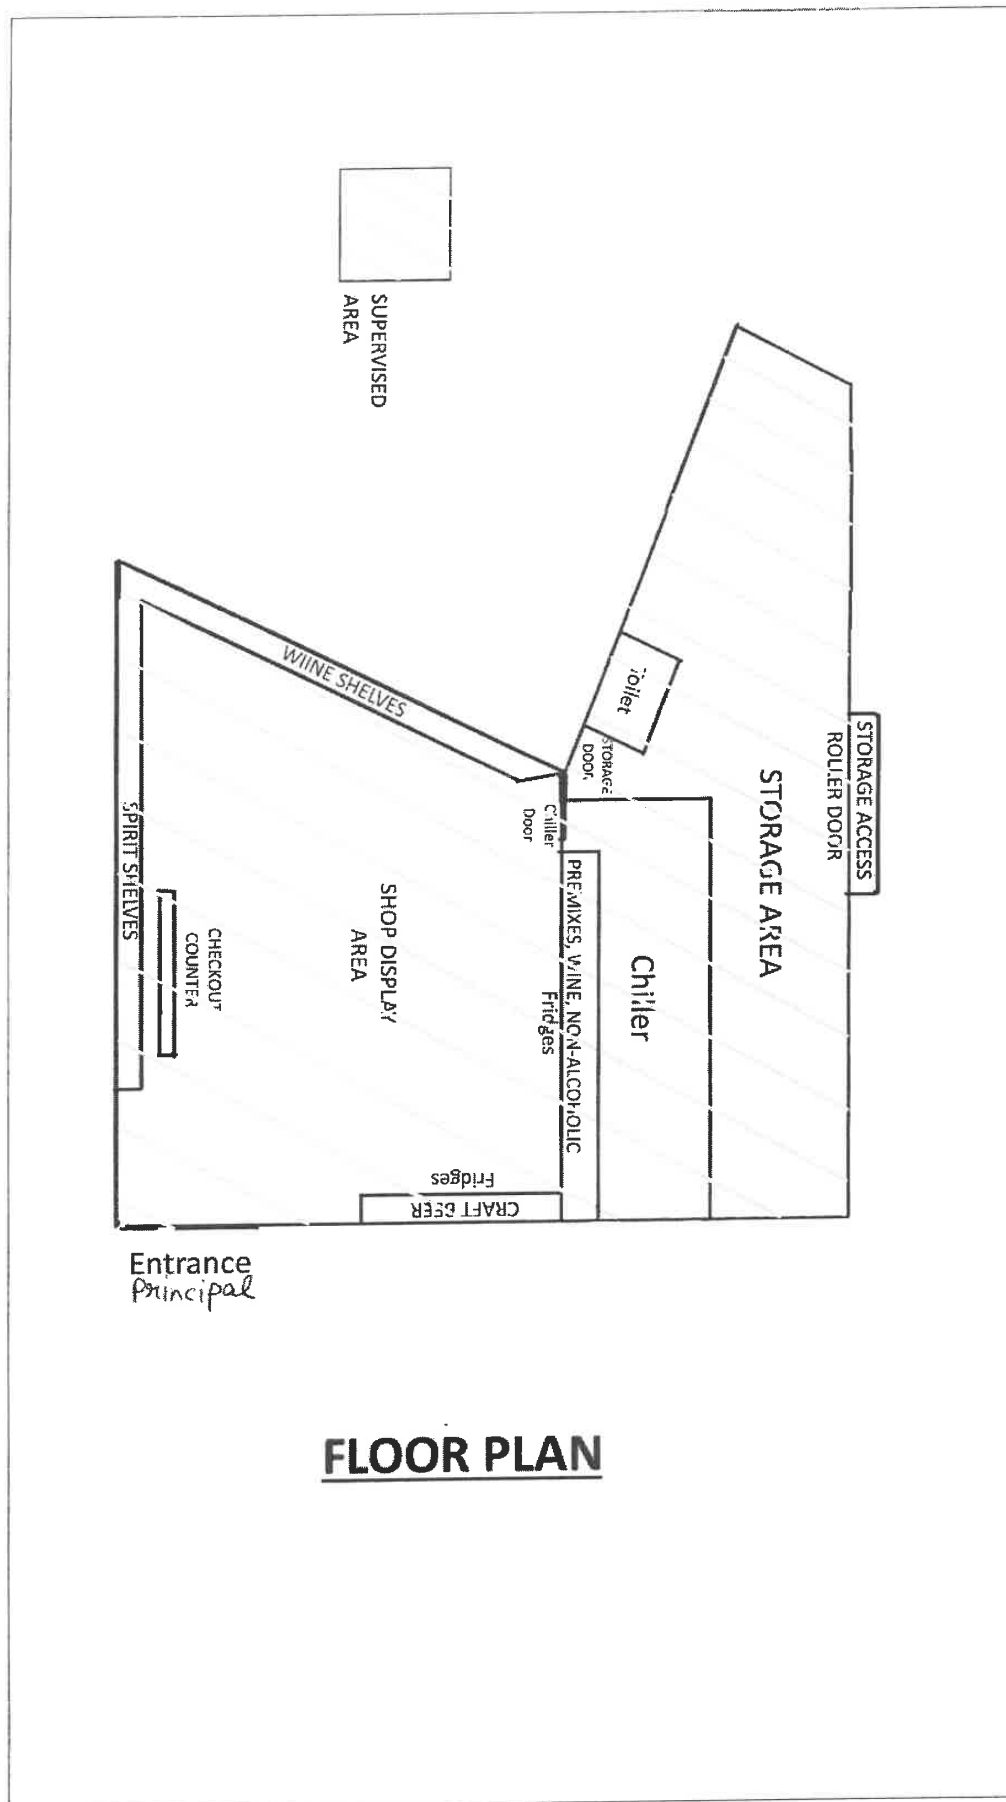 SUPERVISED
AREA
STORAGE ACCESS
ROLLER DOOR
STORAGE AREA
Toilet
STORAGE
DOOR
Chiller
Chiller
Door
PREMIXES, WINE, NON-ALCOHOLIC
Fridges
WIINE SHELVES
SHOP DISPLAY
AREA
SPIRIT SHELVES
CHECKOUT
COUNTER
Fridges
CRAFT BEER
Entrance
Principal
FLOOR PLAN